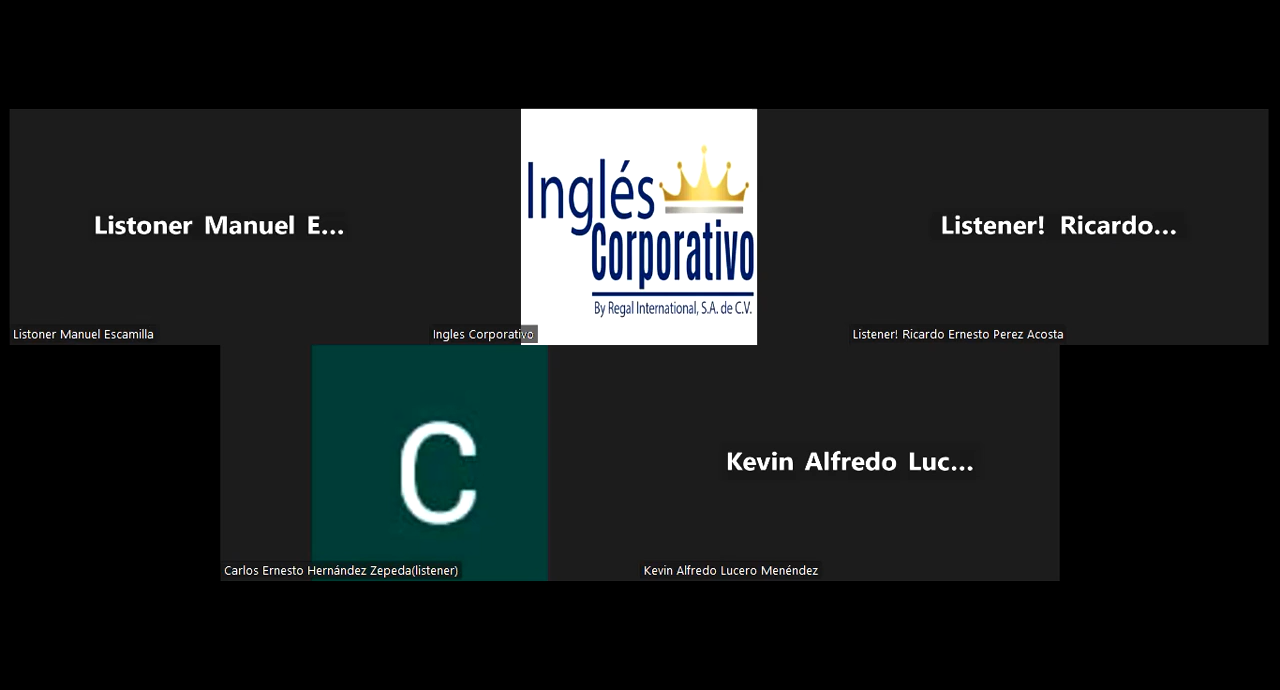 Listoner Manuel E...
Listoner Manuel Escamilla
Inglés
Corporativo
By Regal International, S.A. de C.V.
Ingles Corporativo
Listener! Ricardo...
Listener! Ricardo Ernesto Perez Acosta
C
Carlos Ernesto Hernández Zepeda(listener)
Kevin Alfredo Luc...
Kevin Alfredo Lucero Menéndez